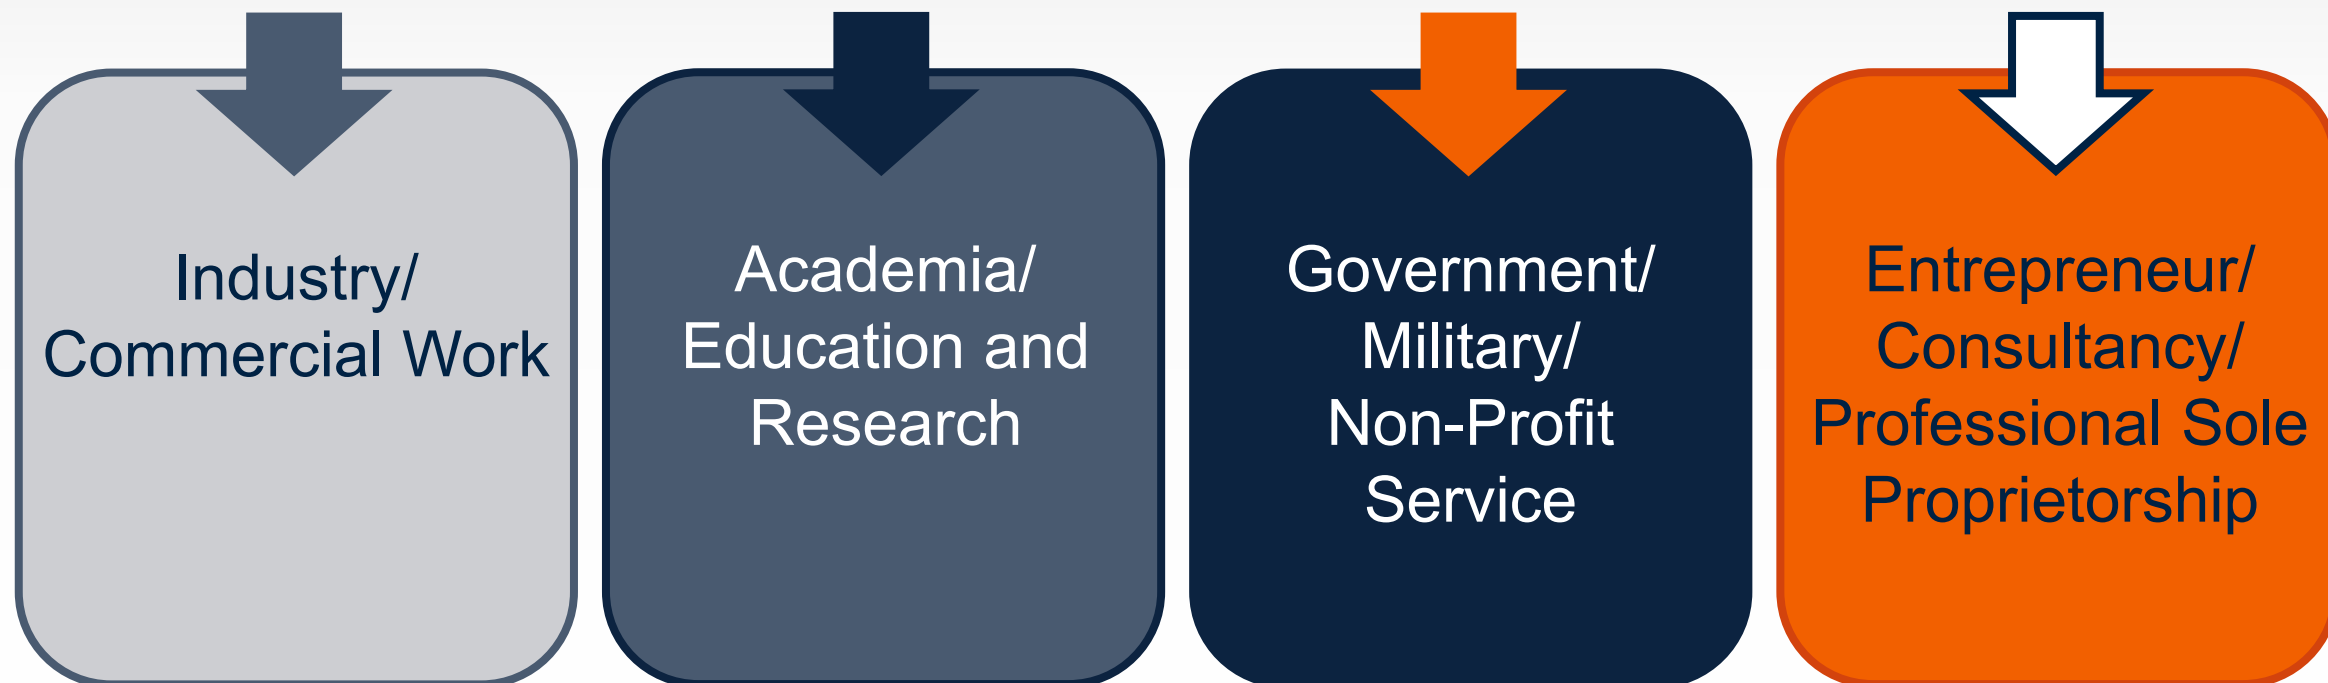 Industry/
Commercial Work
Academia/
Education and
Research
Government/
Military/
Non-Profit
Service
Entrepreneur/
Consultancy/
Professional Sole
Proprietorship